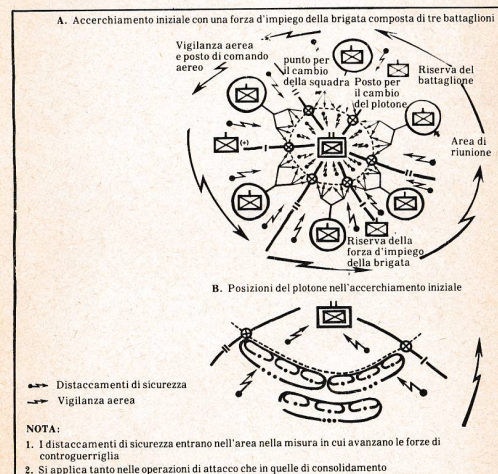 A. Accerchiamento iniziale con una forza d'impiego della brigata composta di tre battaglioni
Vigilanza aerea
e posto di comando
aereo
punto per
il cambio
della squadra
Posto per
il cambio
del plotone
Riserva del
battaglione
(+)
Area di
riunione
Riserva della
forza d'impiego
della brigata
B. Posizioni del plotone nell'accerchiamento iniziale
Distaccamenti di sicurezza
Vigilanza aerea
NOTA:
1. I distaccamenti di sicurezza entrano nell'area nella misura in cui avanzano le forze di
controguerriglia
2. Si applica tanto nelle operazioni di attacco che in quelle di consolidamento